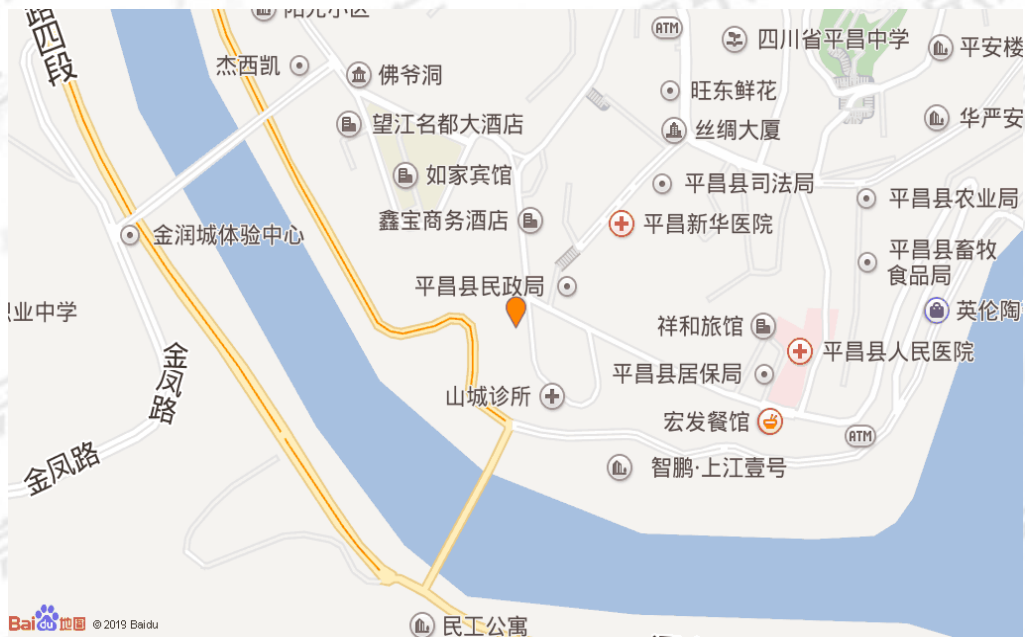 阳光小区
路四段
杰西凯
佛爷洞
ATM
四川省平昌中学
平安楼
旺东鲜花
望江名都大酒店
丝绸大厦
华严安
如家宾馆
平昌县司法局
平昌县农业局
鑫宝商务酒店
平昌新华医院
金润城体验中心
平昌县畜牧
食品局
平昌县民政局
业中学
英伦陶
祥和旅馆
平昌县人民医院
金凤路
平昌县居保局
山城诊所
宏发餐馆
ATM
金凤路
智鹏·上江壹号
Bai du 地图 © 2019 Baidu
民工公寓